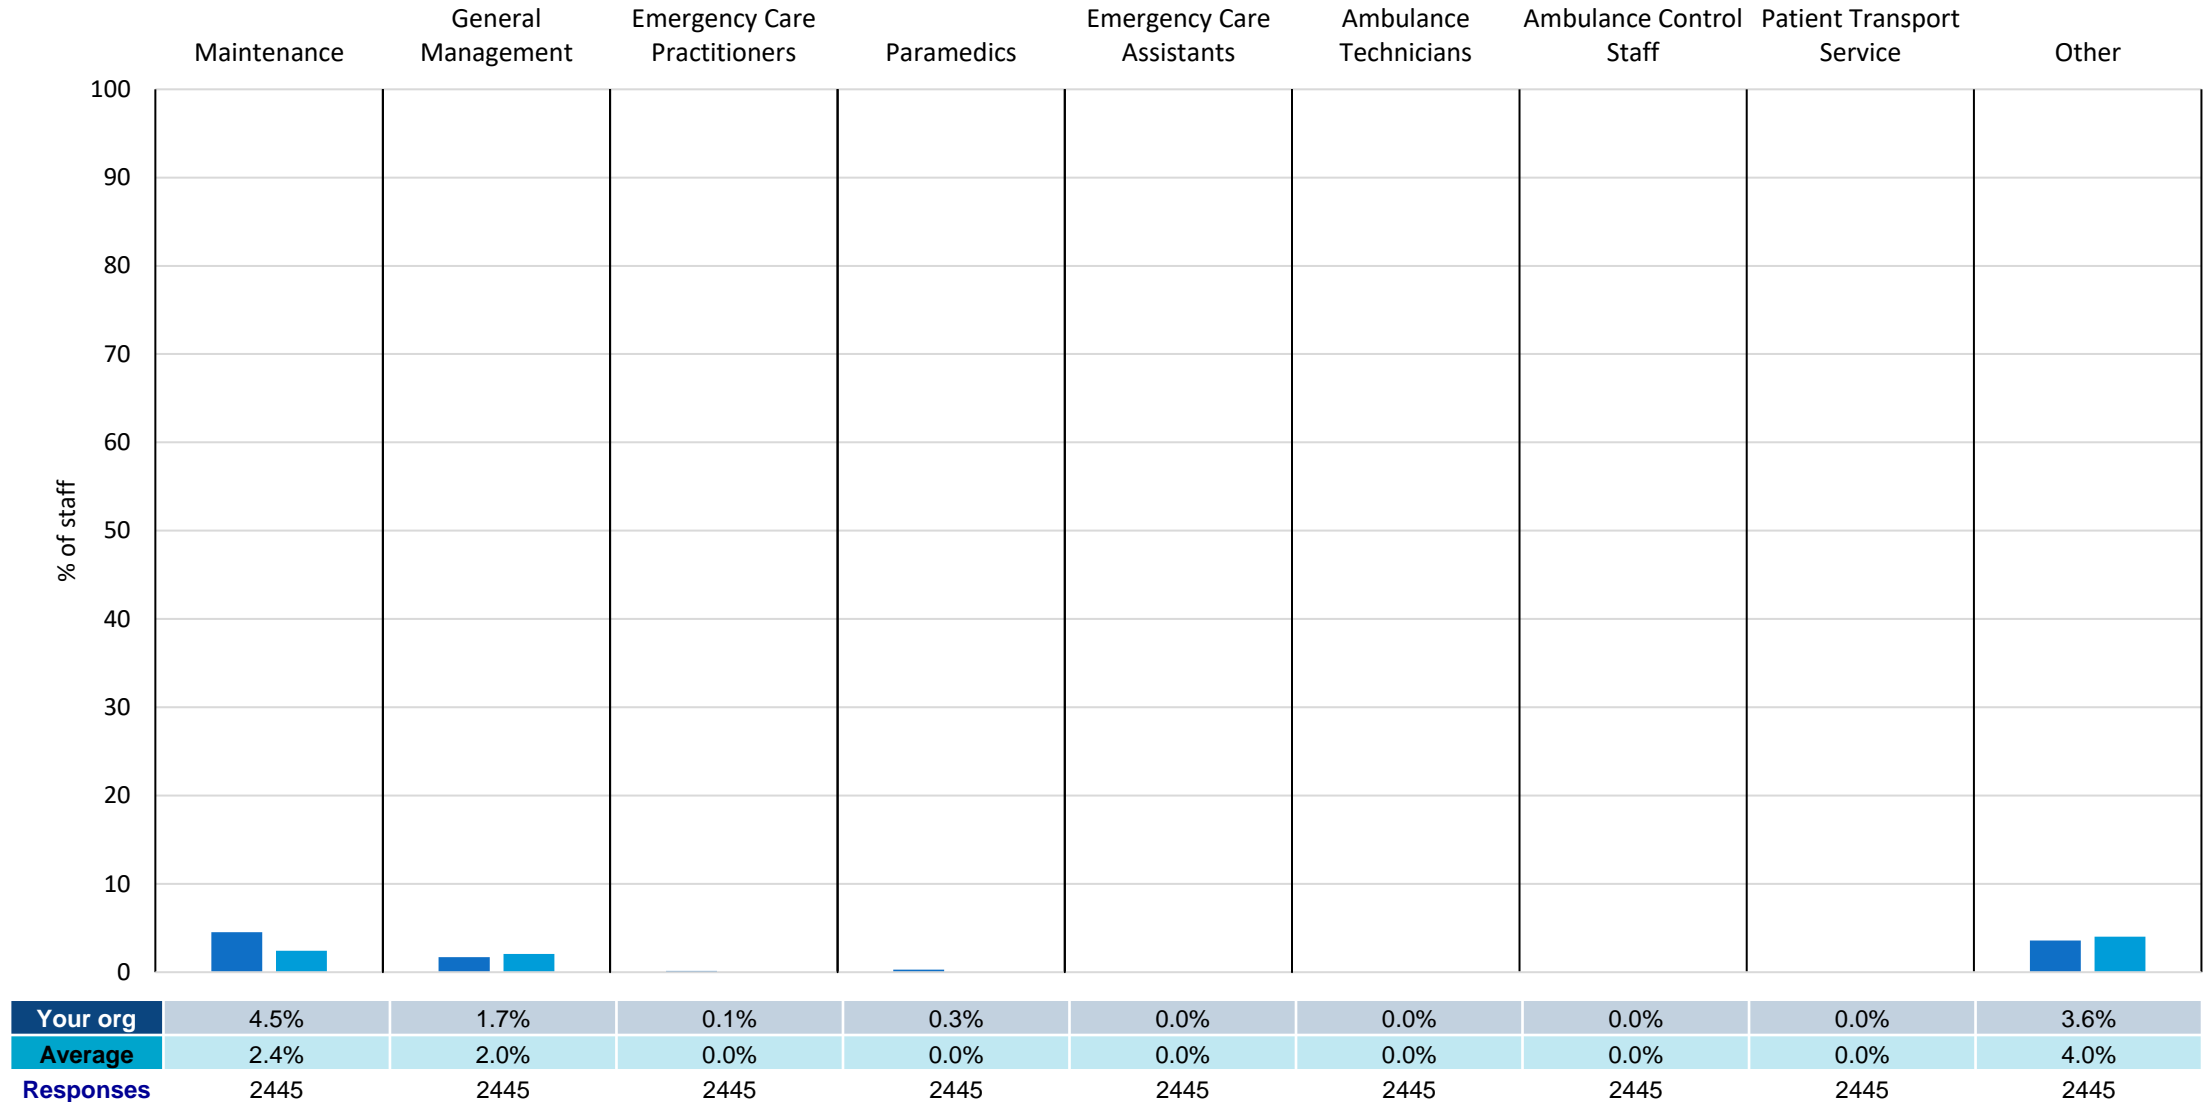 Maintenance
General
Management
Emergency Care
Practitioners
Paramedics
Emergency Care
Assistants
Ambulance
Technicians
Ambulance Control
Staff
Patient Transport
Service
Other
% of staff
100
90
80
70
60
50
40
30
20
10
0
Your org 4.5% 1.7% 0.1% 0.3% 0.0% 0.0% 0.0% 0.0% 3.6%
Average 2.4% 2.0% 0.0% 0.0% 0.0% 0.0% 0.0% 0.0% 4.0%
Responses 2445 2445 2445 2445 2445 2445 2445 2445 2445